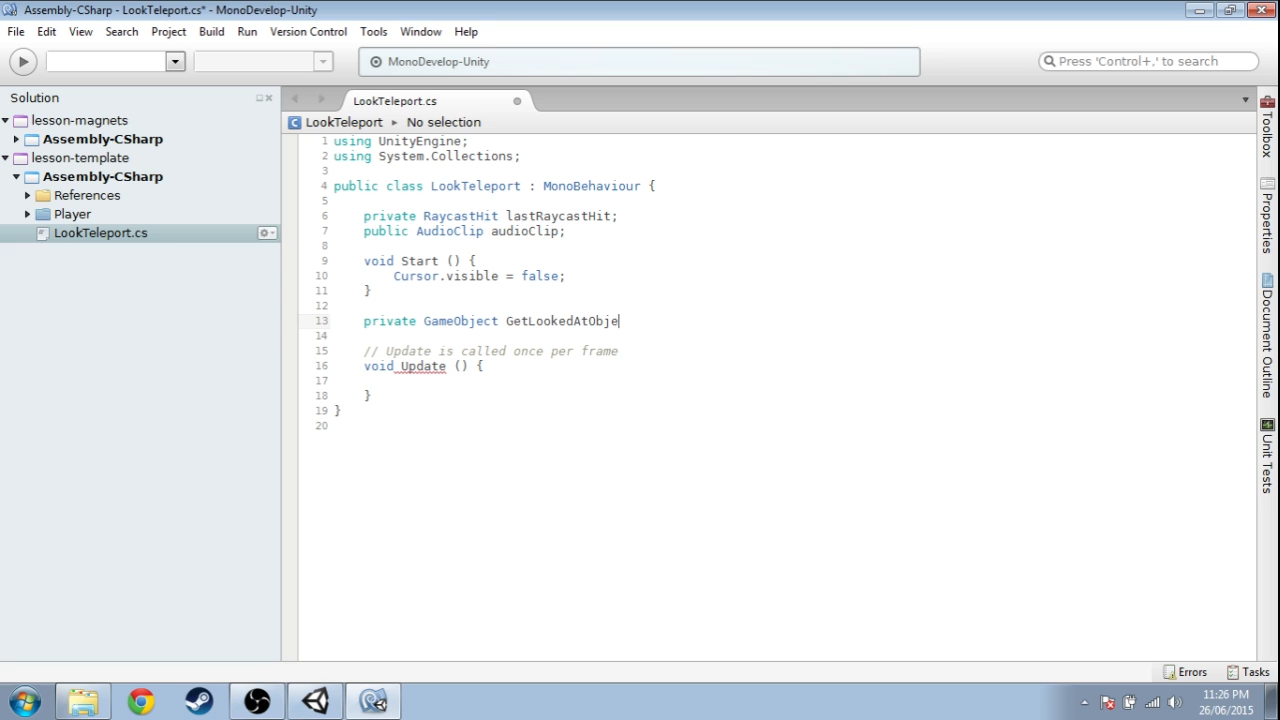 Assembly-CSharp - LookTeleport.cs* - MonoDevelop-Unity
File Edit View Search Project Build Run Version Control Tools Window Help
MonoDevelop-Unity
Press 'Control+,' to search
Solution
lesson-magnets
Assembly-CSharp
lesson-template
Assembly-CSharp
References
Player
LookTeleport.cs
LookTeleport.cs
LookTeleport ▸ No selection
1 using UnityEngine;
2 using System.Collections;
3
4 public class LookTeleport : MonoBehaviour {
5
6 private RaycastHit lastRaycastHit;
7 public AudioClip audioClip;
8
9 void Start () {
10 Cursor.visible = false;
11 }
12
13 private GameObject GetLookedAtObje
14
15 // Update is called once per frame
16 void Update () {
17
18 }
19 }
20
Toolbox
Properties
Document Outline
Unit Tests
Errors Tasks
11:26 PM
26/06/2015